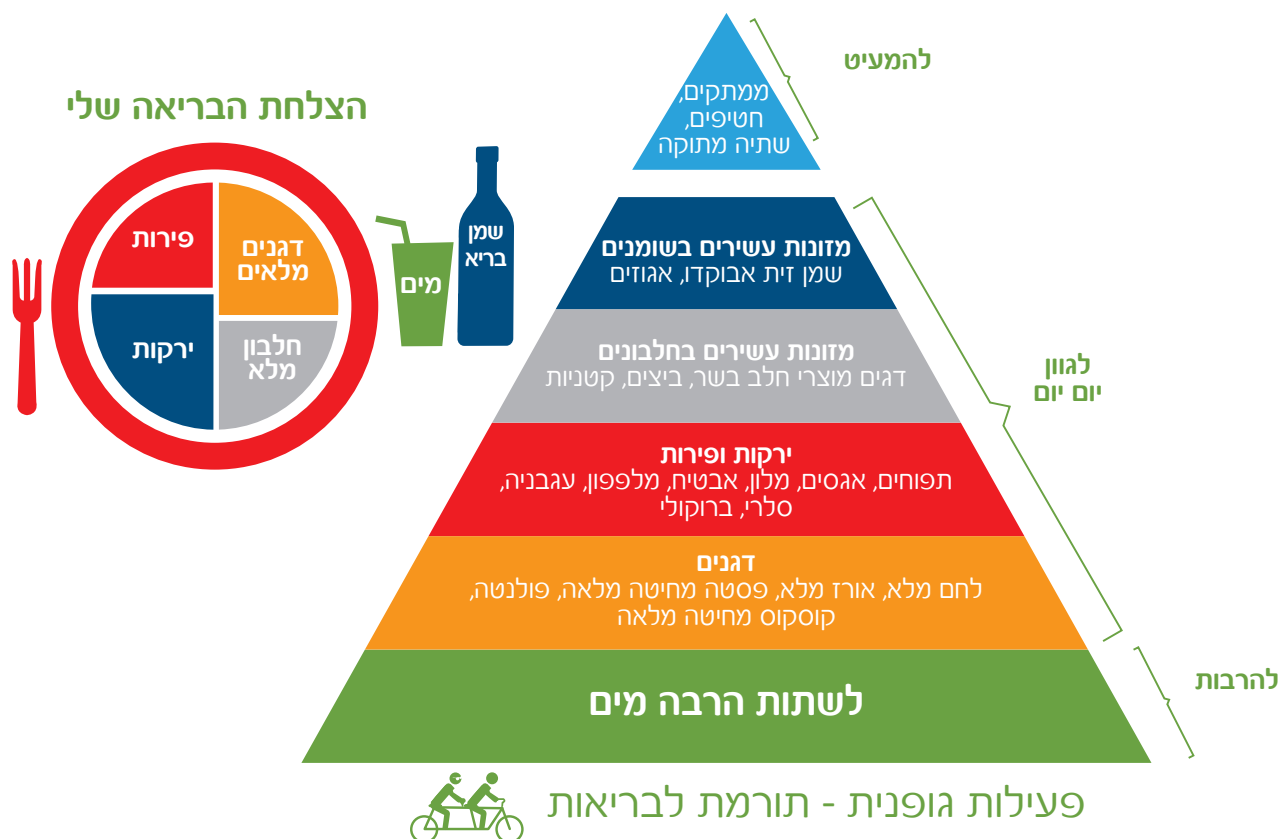 להמעיט
ממתקים,
חטיפים,
שתיה מתוקה
הצלחת הבריאה שלי
פירות
דגנים
מלאים
ירקות
חלבון
מלא
מים
שמן
בריא
מזונות עשירים בשומנים
שמן זית אבוקדו, אגוזים
מזונות עשירים בחלבונים
דגים מוצרי חלב בשר, ביצים, קטניות
לגוון
יום יום
ירקות ופירות
תפוחים, אגסים, מלון, אבטיח, מלפפון, עגבניה,
סלרי, ברוקולי
דגנים
לחם מלא, אורז מלא, פסטה מחיטה מלאה, פולנטה,
קוסקוס מחיטה מלאה
להרבות
לשתות הרבה מים
פעילות גופנית - תורמת לבריאות